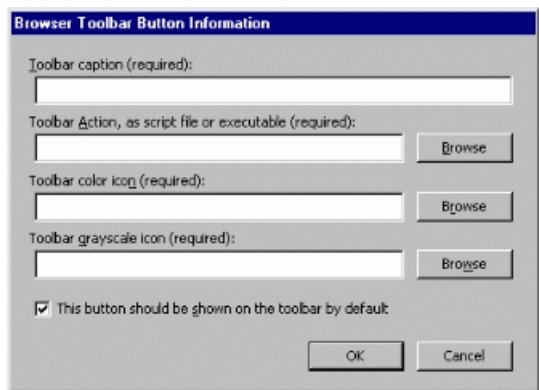 Browser Toolbar Button Information
Toolbar caption (required):
Toolbar Action, as script file or executable (required):
Browse
Toolbar color icon (required):
Browse
Toolbar grayscale icon (required):
Browse
This button should be shown on the toolbar by default
OK Cancel